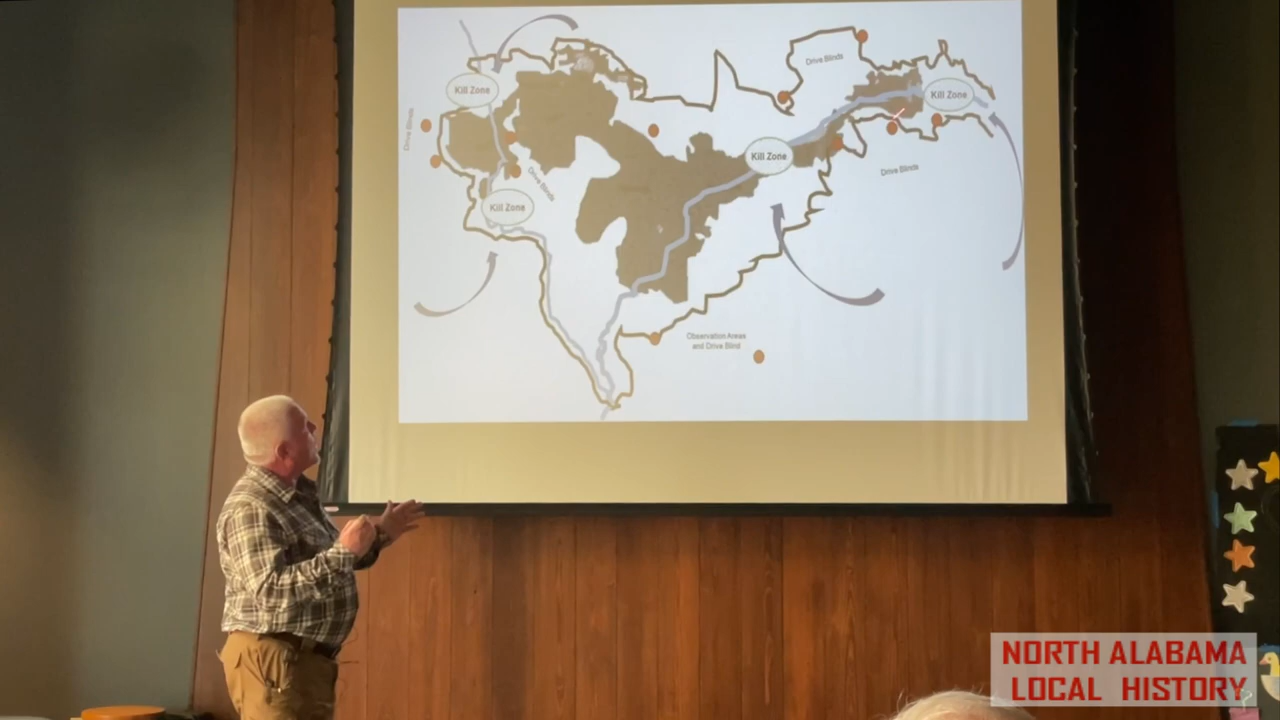 Drive Blinds
Kill Zone
Kill Zone
Drive Blinds
Kill Zone
Drive Blinds
Kill Zone
Drive Blinds
Observation Areas
and Drive Blind
NORTH ALABAMA
LOCAL HISTORY